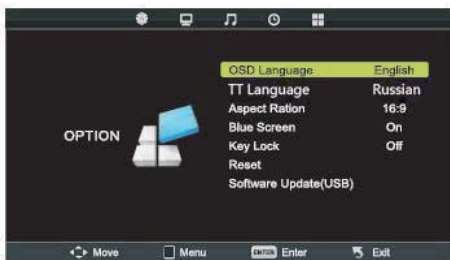 OSD Language English
TT Language Russian
Aspect Ration 16:9
Blue Screen On
OPTION
Key Lock Off
Reset
Software Update(USB)
Move Menu ENTER Enter Exit